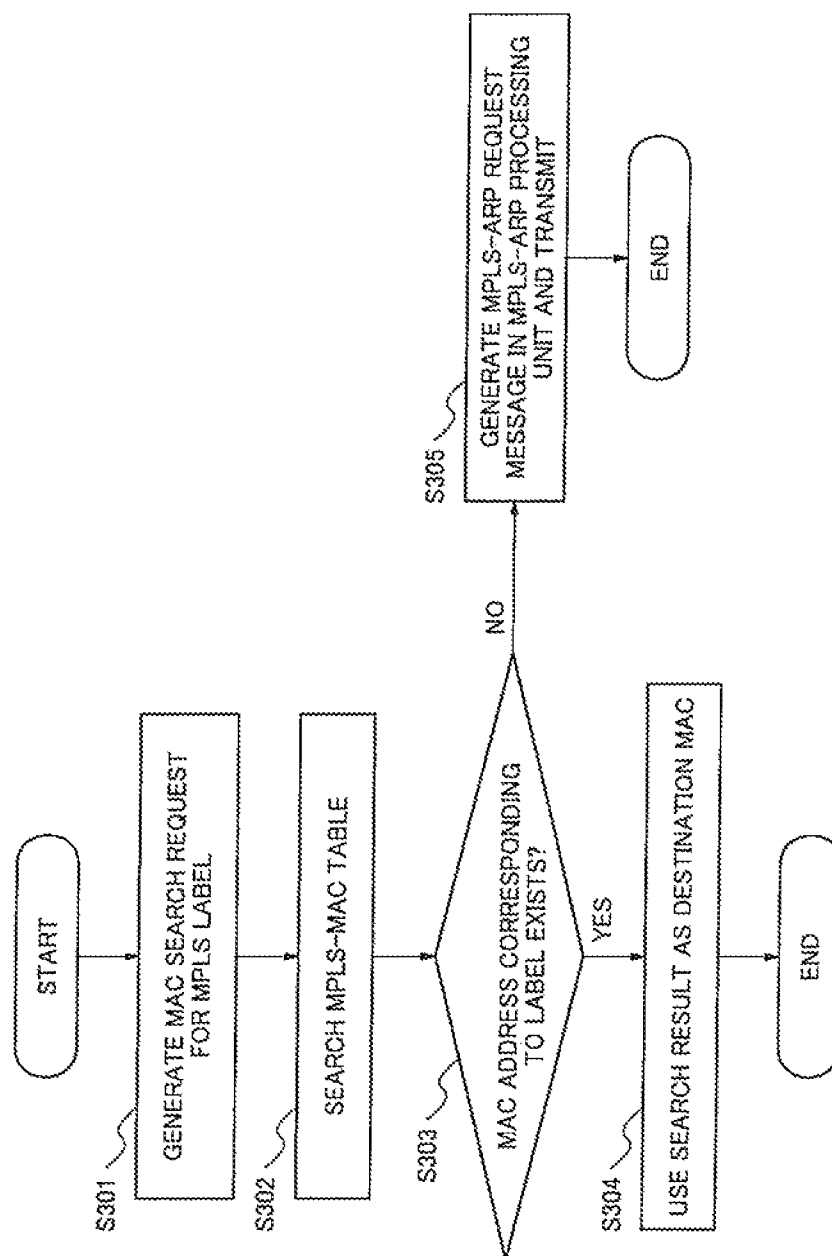 START
S301
GENERATE MAC SEARCH REQUEST
FOR MPLS LABEL
S302
SEARCH MPLS-MAC TABLE
S303
MAC ADDRESS CORRESPONDING
TO LABEL EXISTS?
NO
YES
S304
USE SEARCH RESULT AS DESTINATION MAC
END
S305
GENERATE MPLS-ARP REQUEST
MESSAGE IN MPLS-ARP PROCESSING
UNIT AND TRANSMIT
END